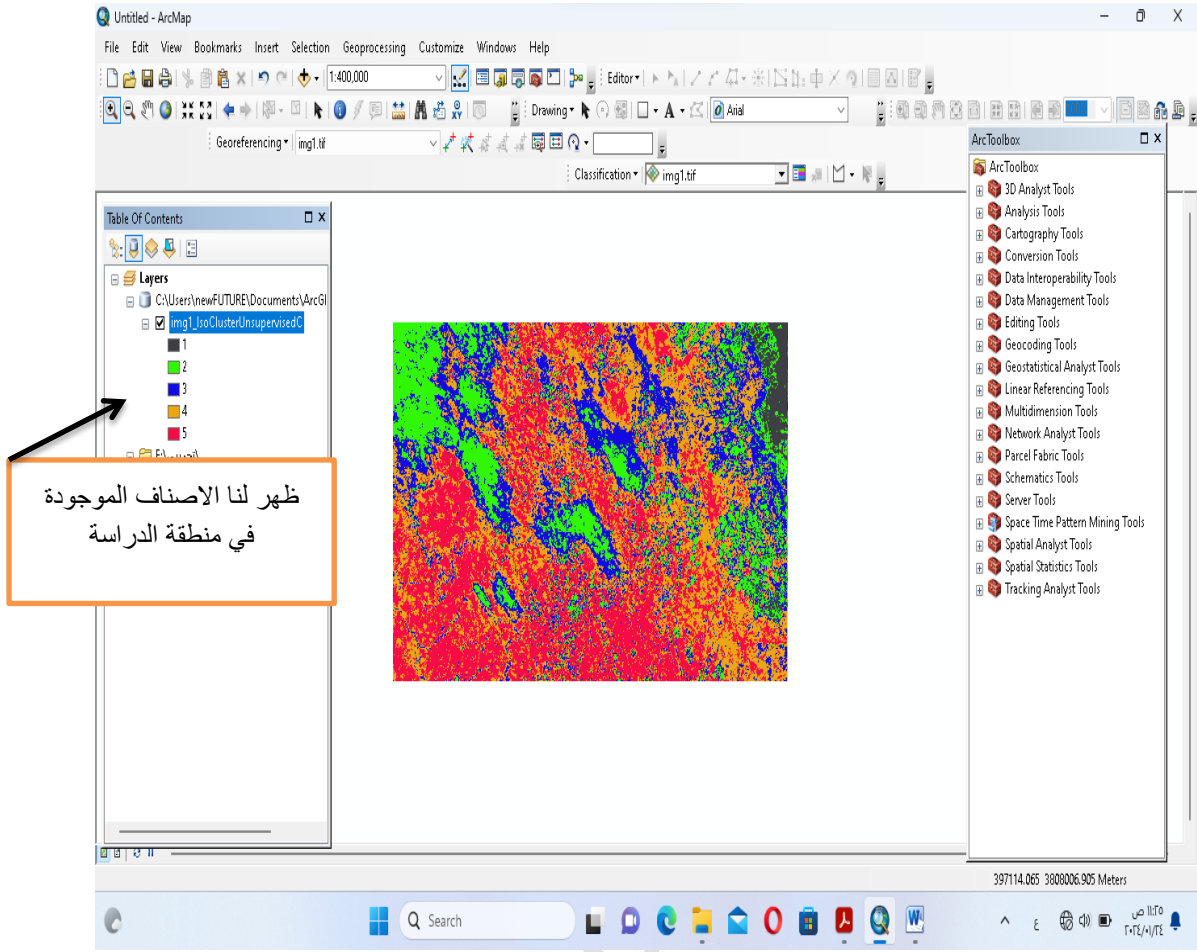 Untitled - ArcMap
File Edit View Bookmarks Insert Selection Geoprocessing Customize Windows Help
1:400,000
Editor
Drawing
A
Arial
Georeferencing
img1.tif
Classification
img1.tif
Table Of Contents
Layers
C:\Users\newFUTURE\Documents\ArcGI
img1_IsoClusterUnsupervisedC
1
2
3
4
5
ظهر لنا الاصناف الموجودة
في منطقة الدراسة
ArcToolbox
ArcToolbox
3D Analyst Tools
Analysis Tools
Cartography Tools
Conversion Tools
Data Interoperability Tools
Data Management Tools
Editing Tools
Geocoding Tools
Geostatistical Analyst Tools
Linear Referencing Tools
Multidimension Tools
Network Analyst Tools
Parcel Fabric Tools
Schematics Tools
Server Tools
Space Time Pattern Mining Tools
Spatial Analyst Tools
Spatial Statistics Tools
Tracking Analyst Tools
397114.065 3808006.905 Meters
Search
ع
١١:٢٥ ص
٢٠٢٤/٠١/٢٤